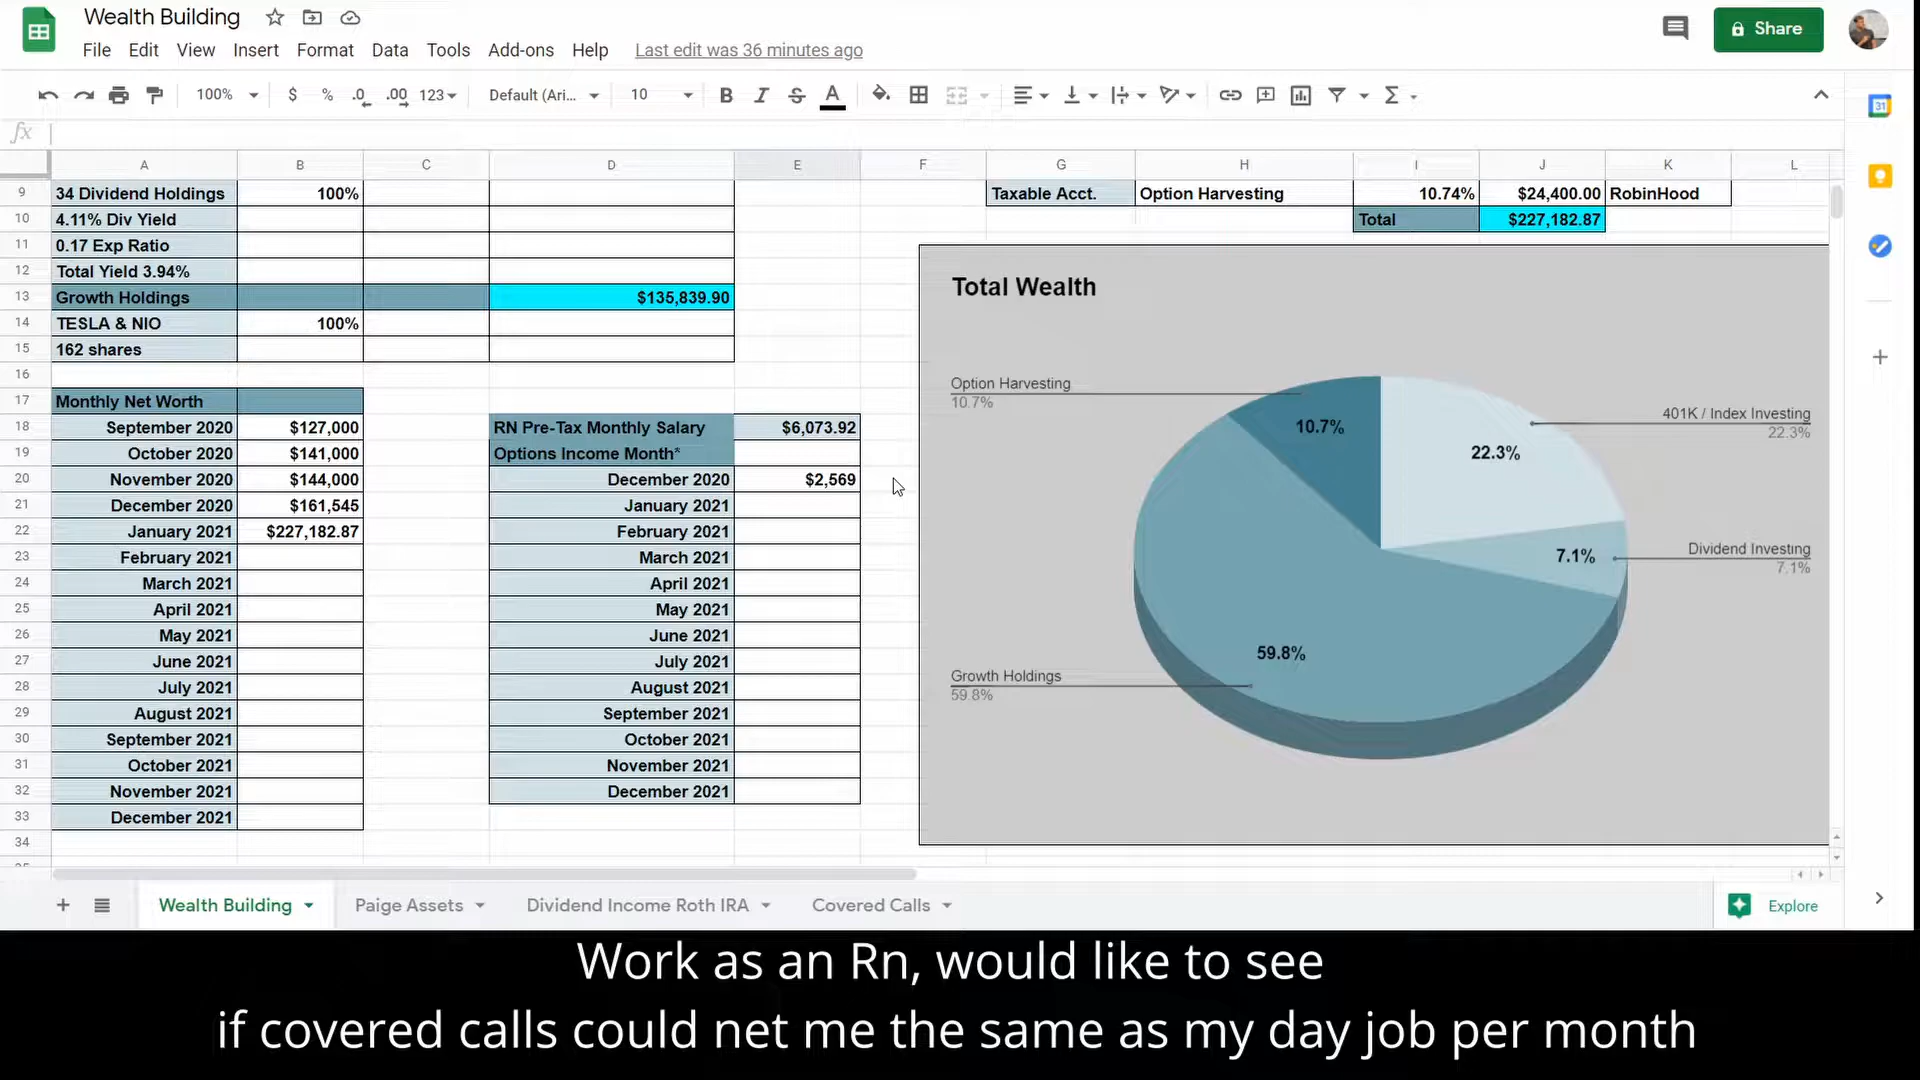 Wealth Building
File Edit View Insert Format Data Tools Add-ons Help Last edit was 36 minutes ago
Share
100% $ % .0 .00 123 Default (Ari... 10 B I S A Σ
31
fx
A B C D E F G H I J K L
9 34 Dividend Holdings 100% Taxable Acct. Option Harvesting 10.74% $24,400.00 RobinHood
10 4.11% Div Yield Total $227,182.87
11 0.17 Exp Ratio
12 Total Yield 3.94%
13 Growth Holdings $135,839.90
14 TESLA & NIO 100%
15 162 shares
16
17 Monthly Net Worth
18 September 2020 $127,000 RN Pre-Tax Monthly Salary $6,073.92
19 October 2020 $141,000 Options Income Month*
20 November 2020 $144,000 December 2020 $2,569
21 December 2020 $161,545 January 2021
22 January 2021 $227,182.87 February 2021
23 February 2021 March 2021
24 March 2021 April 2021
25 April 2021 May 2021
26 May 2021 June 2021
27 June 2021 July 2021
28 July 2021 August 2021
29 August 2021 September 2021
30 September 2021 October 2021
31 October 2021 November 2021
32 November 2021 December 2021
33 December 2021
34
Total Wealth
Option Harvesting
10.7%
10.7%
401K / Index Investing
22.3%
22.3%
Dividend Investing
7.1%
7.1%
59.8%
Growth Holdings
59.8%
Wealth Building Paige Assets Dividend Income Roth IRA Covered Calls Explore
Work as an Rn, would like to see
if covered calls could net me the same as my day job per month